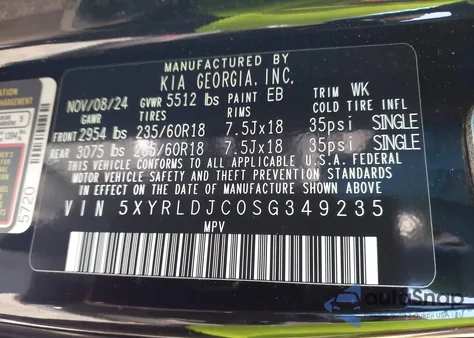 MANUFACTURED BY
KIA GEORGIA, INC.
NOV/08/24 GVWR 5512 lbs PAINT EB TRIM WK
GAWR TIRES RIMS COLD TIRE INFL
FRONT 2954 lbs 235/60R18 7.5Jx18 35psi SINGLE
REAR 3075 lbs 235/60R18 7.5Jx18 35psi SINGLE
THIS VEHICLE CONFORMS TO ALL APPLICABLE U.S.A. FEDERAL
MOTOR VEHICLE SAFETY AND THEFT PREVENTION STANDARDS
IN EFFECT ON THE DATE OF MANUFACTURE SHOWN ABOVE
VIN 5XYRLDJC0SG349235
MPV
5720
autoSnap